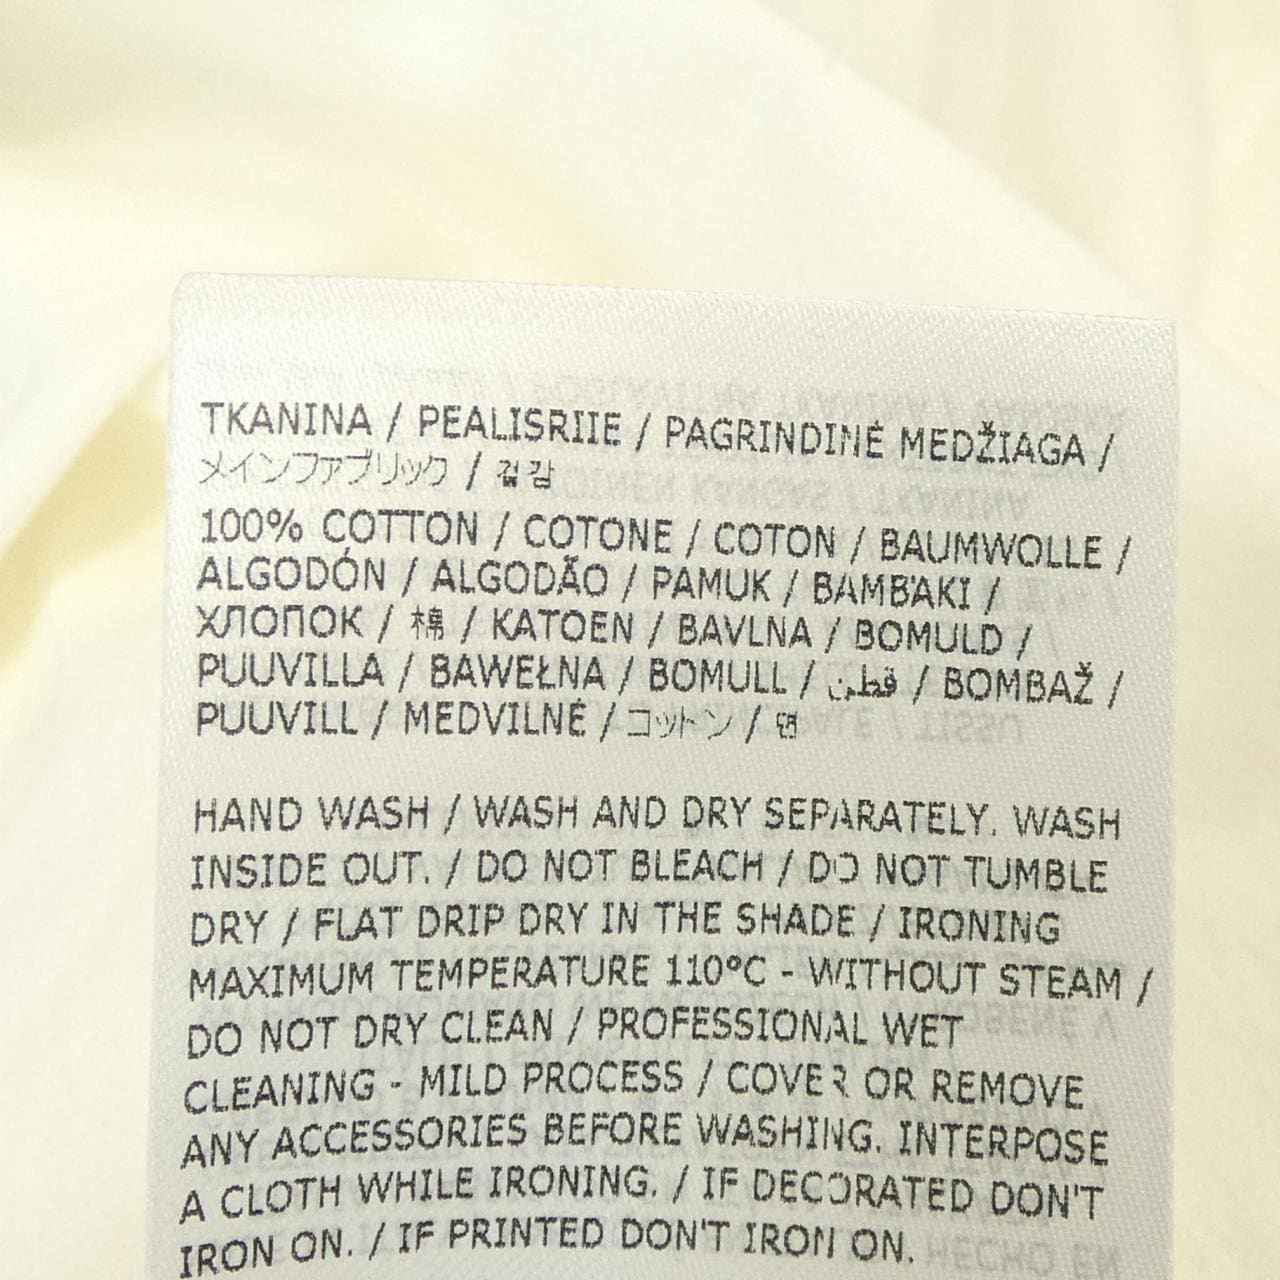 TKANINA / PEALISRIIE / PAGRINDINĖ MEDŽIAGA /
メインファブリック / 겉감
100% COTTON / COTONE / COTON / BAUMWOLLE /
ALGODÓN / ALGODÃO / PAMUK / ΒΑΜΒΆΚΙ /
ХЛОПОК / 棉 / KATOEN / BAVLNA / BOMULD /
PUUVILLA / BAWEŁNA / BOMULL / قطن / BOMBAŽ /
PUUVILL / MEDVILNĖ / コットン / 면
HAND WASH / WASH AND DRY SEPARATELY. WASH
INSIDE OUT. / DO NOT BLEACH / DO NOT TUMBLE
DRY / FLAT DRIP DRY IN THE SHADE / IRONING
MAXIMUM TEMPERATURE 110°C - WITHOUT STEAM /
DO NOT DRY CLEAN / PROFESSIONAL WET
CLEANING - MILD PROCESS / COVER OR REMOVE
ANY ACCESSORIES BEFORE WASHING. INTERPOSE
A CLOTH WHILE IRONING. / IF DECORATED DON'T
IRON ON. / IF PRINTED DON'T IRON ON.